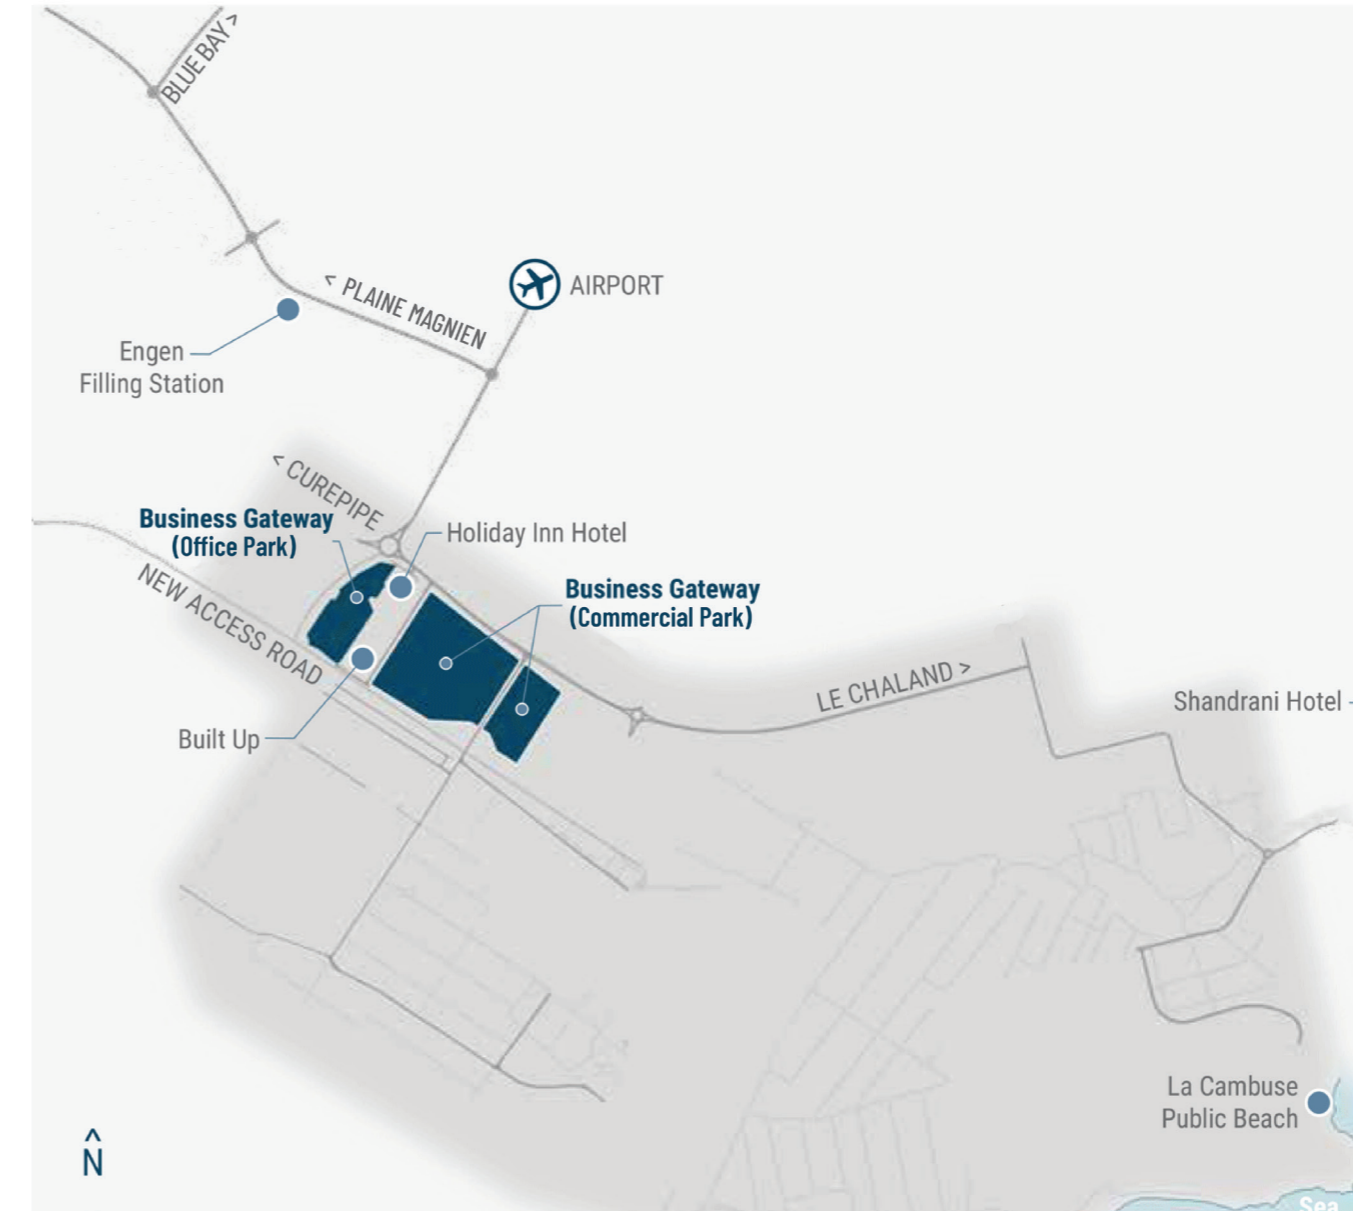 BLUE BAY >
AIRPORT
< PLAINE MAGNIEN
Engen
Filling Station
< CUREPIPE
Business Gateway
(Office Park)
Holiday Inn Hotel
NEW ACCESS ROAD
Business Gateway
(Commercial Park)
LE CHALAND >
Shandrani Hotel
Built Up
La Cambuse
Public Beach
^
N
Sea